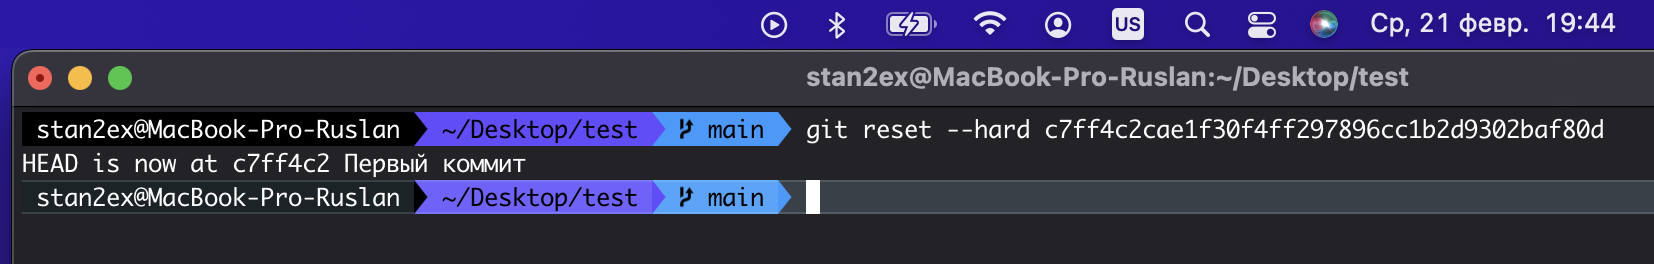 US Ср, 21 февр. 19:44
stan2ex@MacBook-Pro-Ruslan:~/Desktop/test
stan2ex@MacBook-Pro-Ruslan ~/Desktop/test main git reset --hard c7ff4c2cae1f30f4ff297896cc1b2d9302baf80d
HEAD is now at c7ff4c2 Первый коммит
stan2ex@MacBook-Pro-Ruslan ~/Desktop/test main